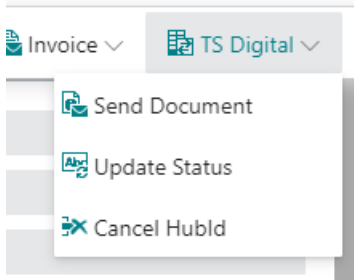 Invoice
TS Digital
Send Document
Update Status
Cancel HubId